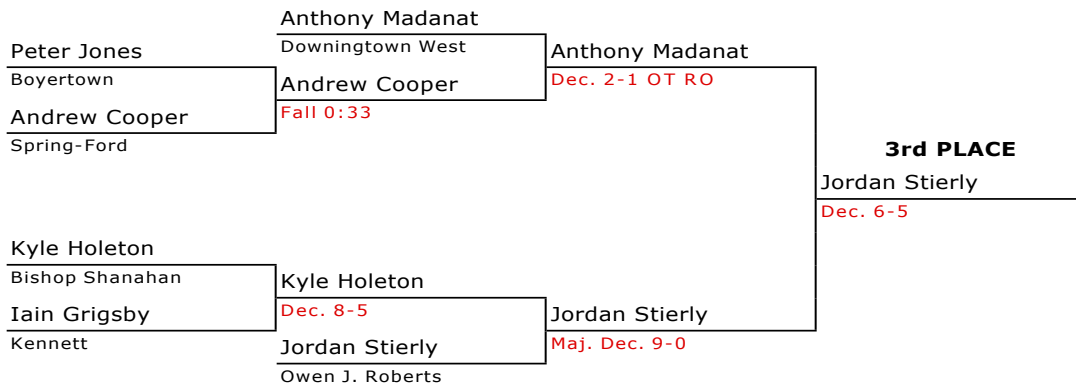 Anthony Madanat
Downingtown West
Peter Jones
Boyertown
Anthony Madanat
Dec. 2-1 OT RO
Andrew Cooper
Fall 0:33
Andrew Cooper
Spring-Ford
3rd PLACE
Jordan Stierly
Dec. 6-5
Kyle Holeton
Bishop Shanahan
Kyle Holeton
Dec. 8-5
Iain Grigsby
Kennett
Jordan Stierly
Maj. Dec. 9-0
Jordan Stierly
Owen J. Roberts